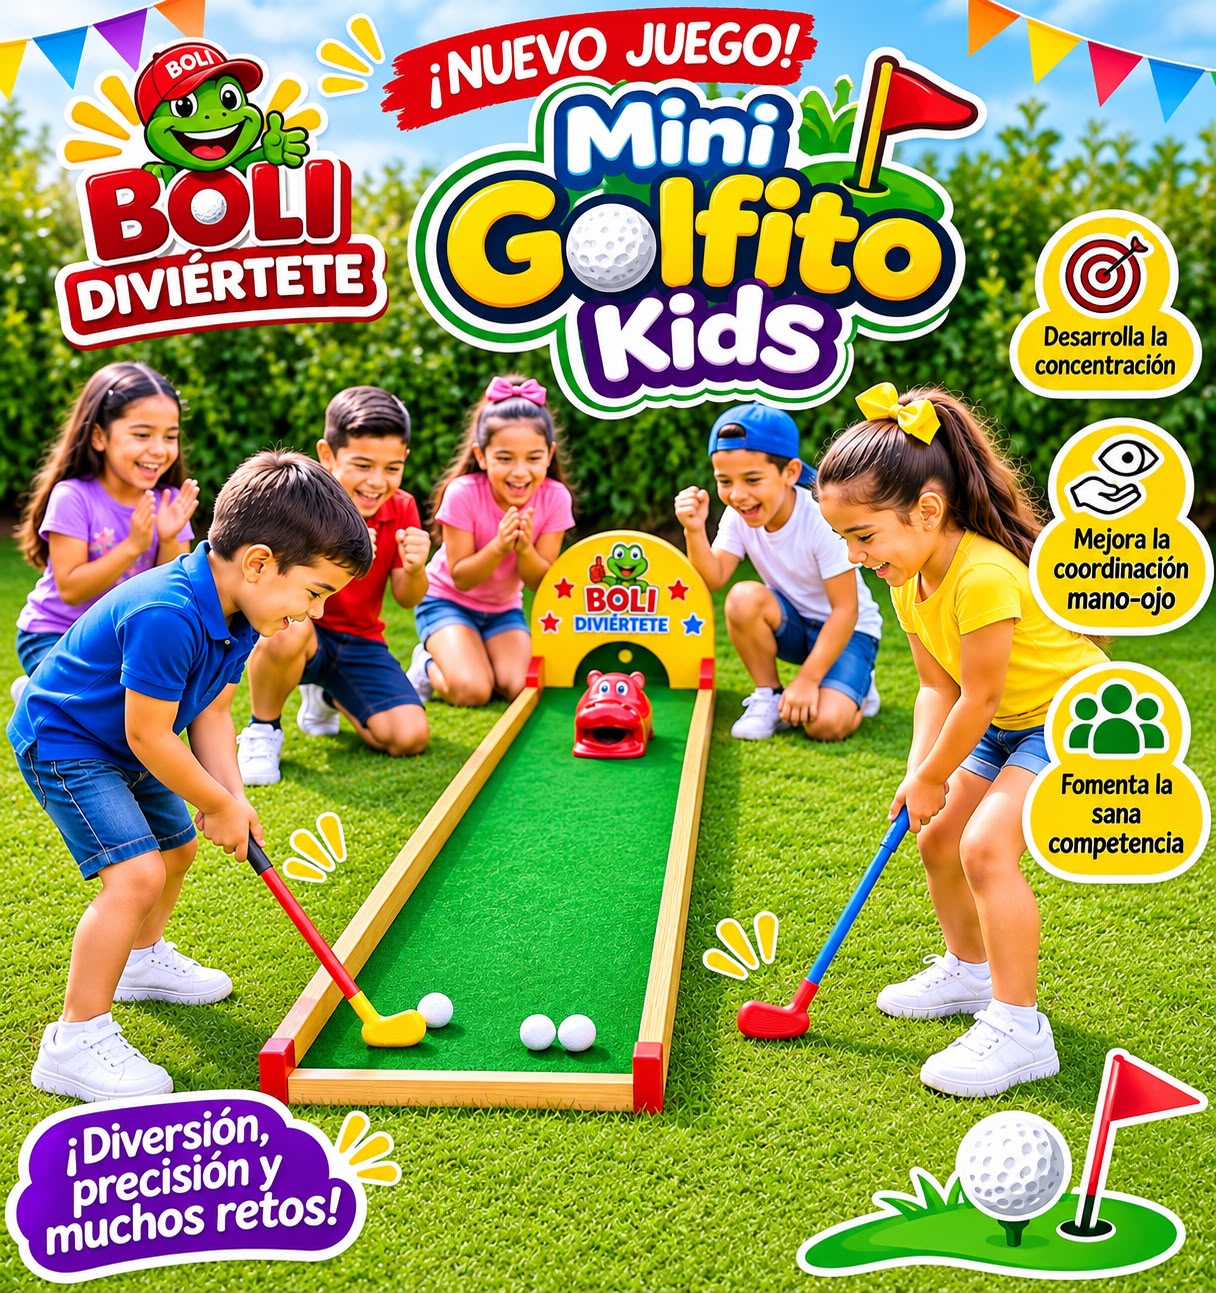 ¡NUEVO JUEGO!
BOLI
BOLI
DIVIÉRTETE
Mini
Golfito
Kids
Desarrolla la
concentración
Mejora la
coordinación
mano-ojo
BOLI
DIVIÉRTETE
Fomenta la
sana
competencia
¡Diversión,
precisión y
muchos retos!